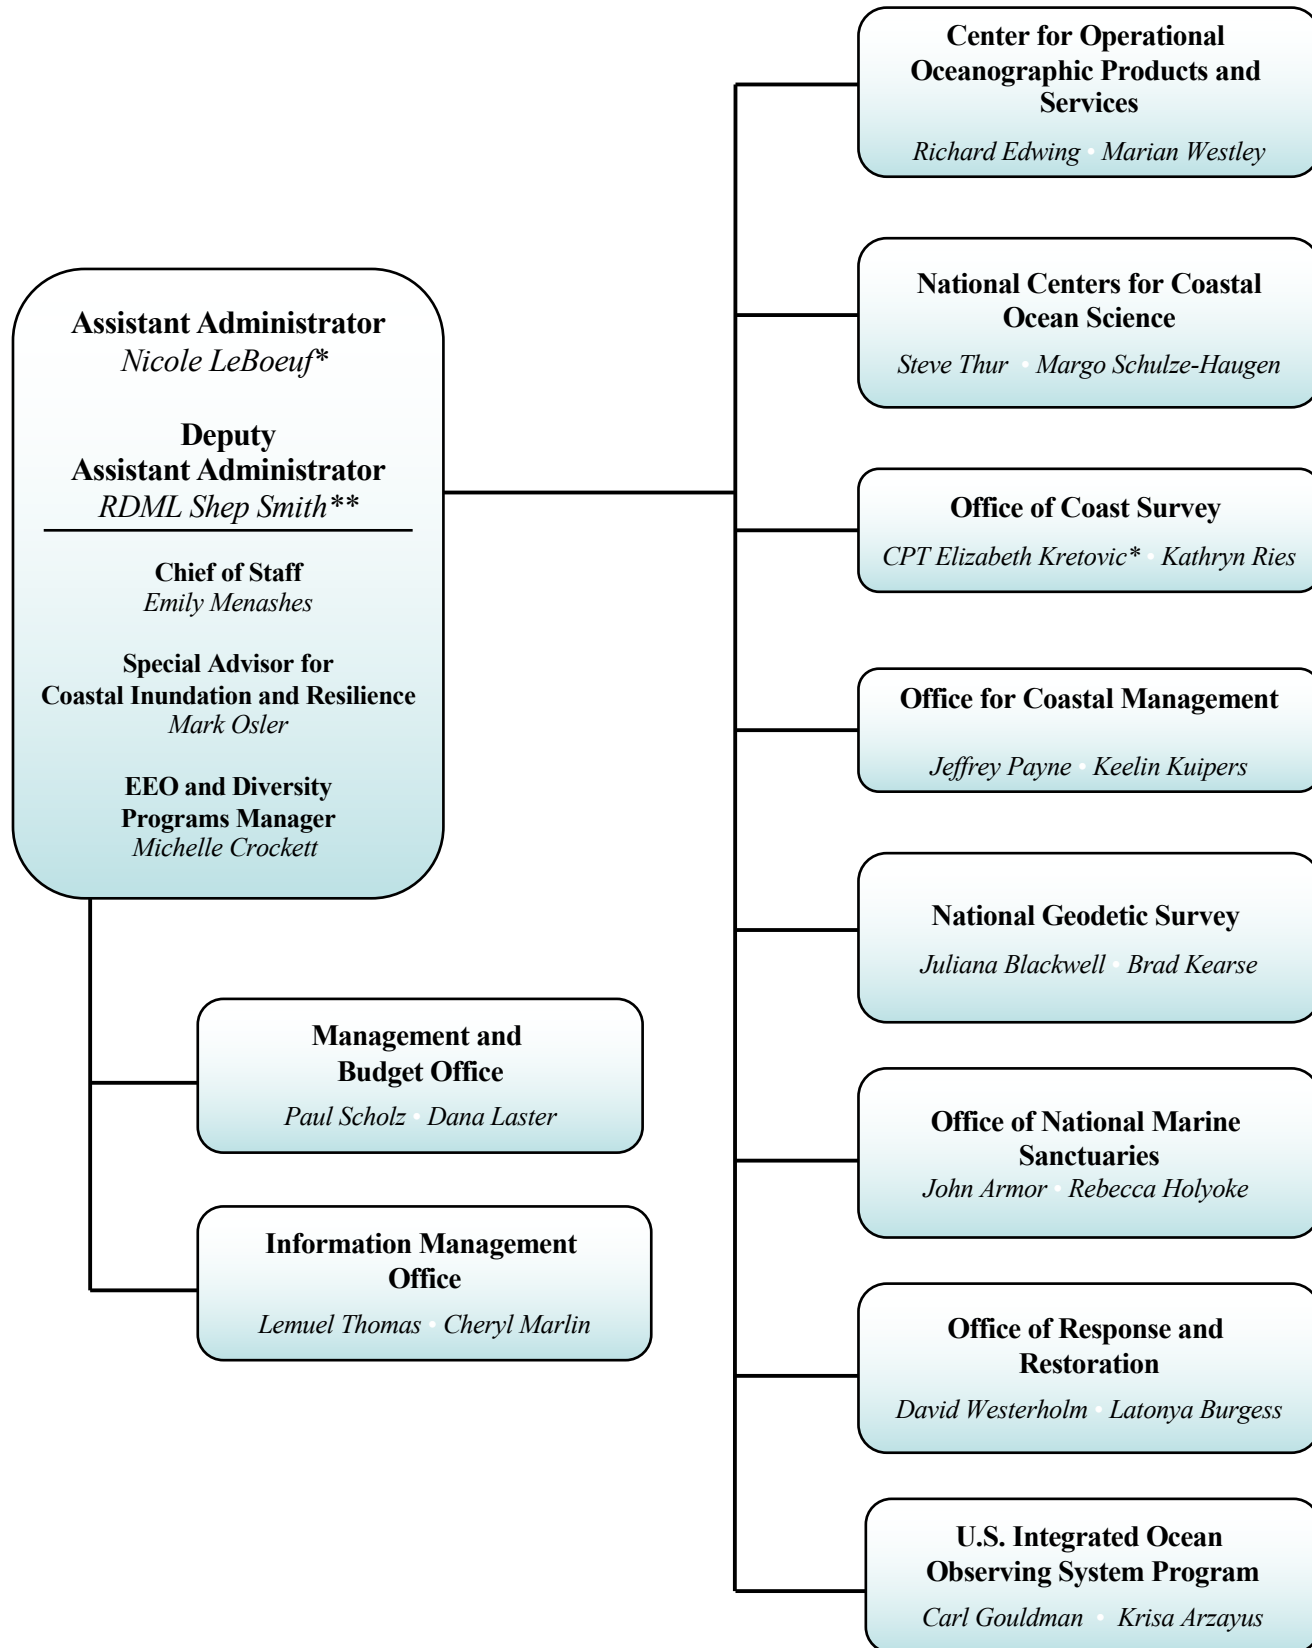 Assistant Administrator
Nicole LeBoeuf*
Deputy
Assistant Administrator
RDML Shep Smith**
Chief of Staff
Emily Menashes
Special Advisor for
Coastal Inundation and Resilience
Mark Osler
EEO and Diversity
Programs Manager
Michelle Crockett
Management and
Budget Office
Paul Scholz • Dana Laster
Information Management
Office
Lemuel Thomas • Cheryl Marlin
Center for Operational
Oceanographic Products and
Services
Richard Edwing • Marian Westley
National Centers for Coastal
Ocean Science
Steve Thur • Margo Schulze-Haugen
Office of Coast Survey
CPT Elizabeth Kretovic* • Kathryn Ries
Office for Coastal Management
Jeffrey Payne • Keelin Kuipers
National Geodetic Survey
Juliana Blackwell • Brad Kearse
Office of National Marine
Sanctuaries
John Armor • Rebecca Holyoke
Office of Response and
Restoration
David Westerholm • Latonya Burgess
U.S. Integrated Ocean
Observing System Program
Carl Gouldman • Krisa Arzayus